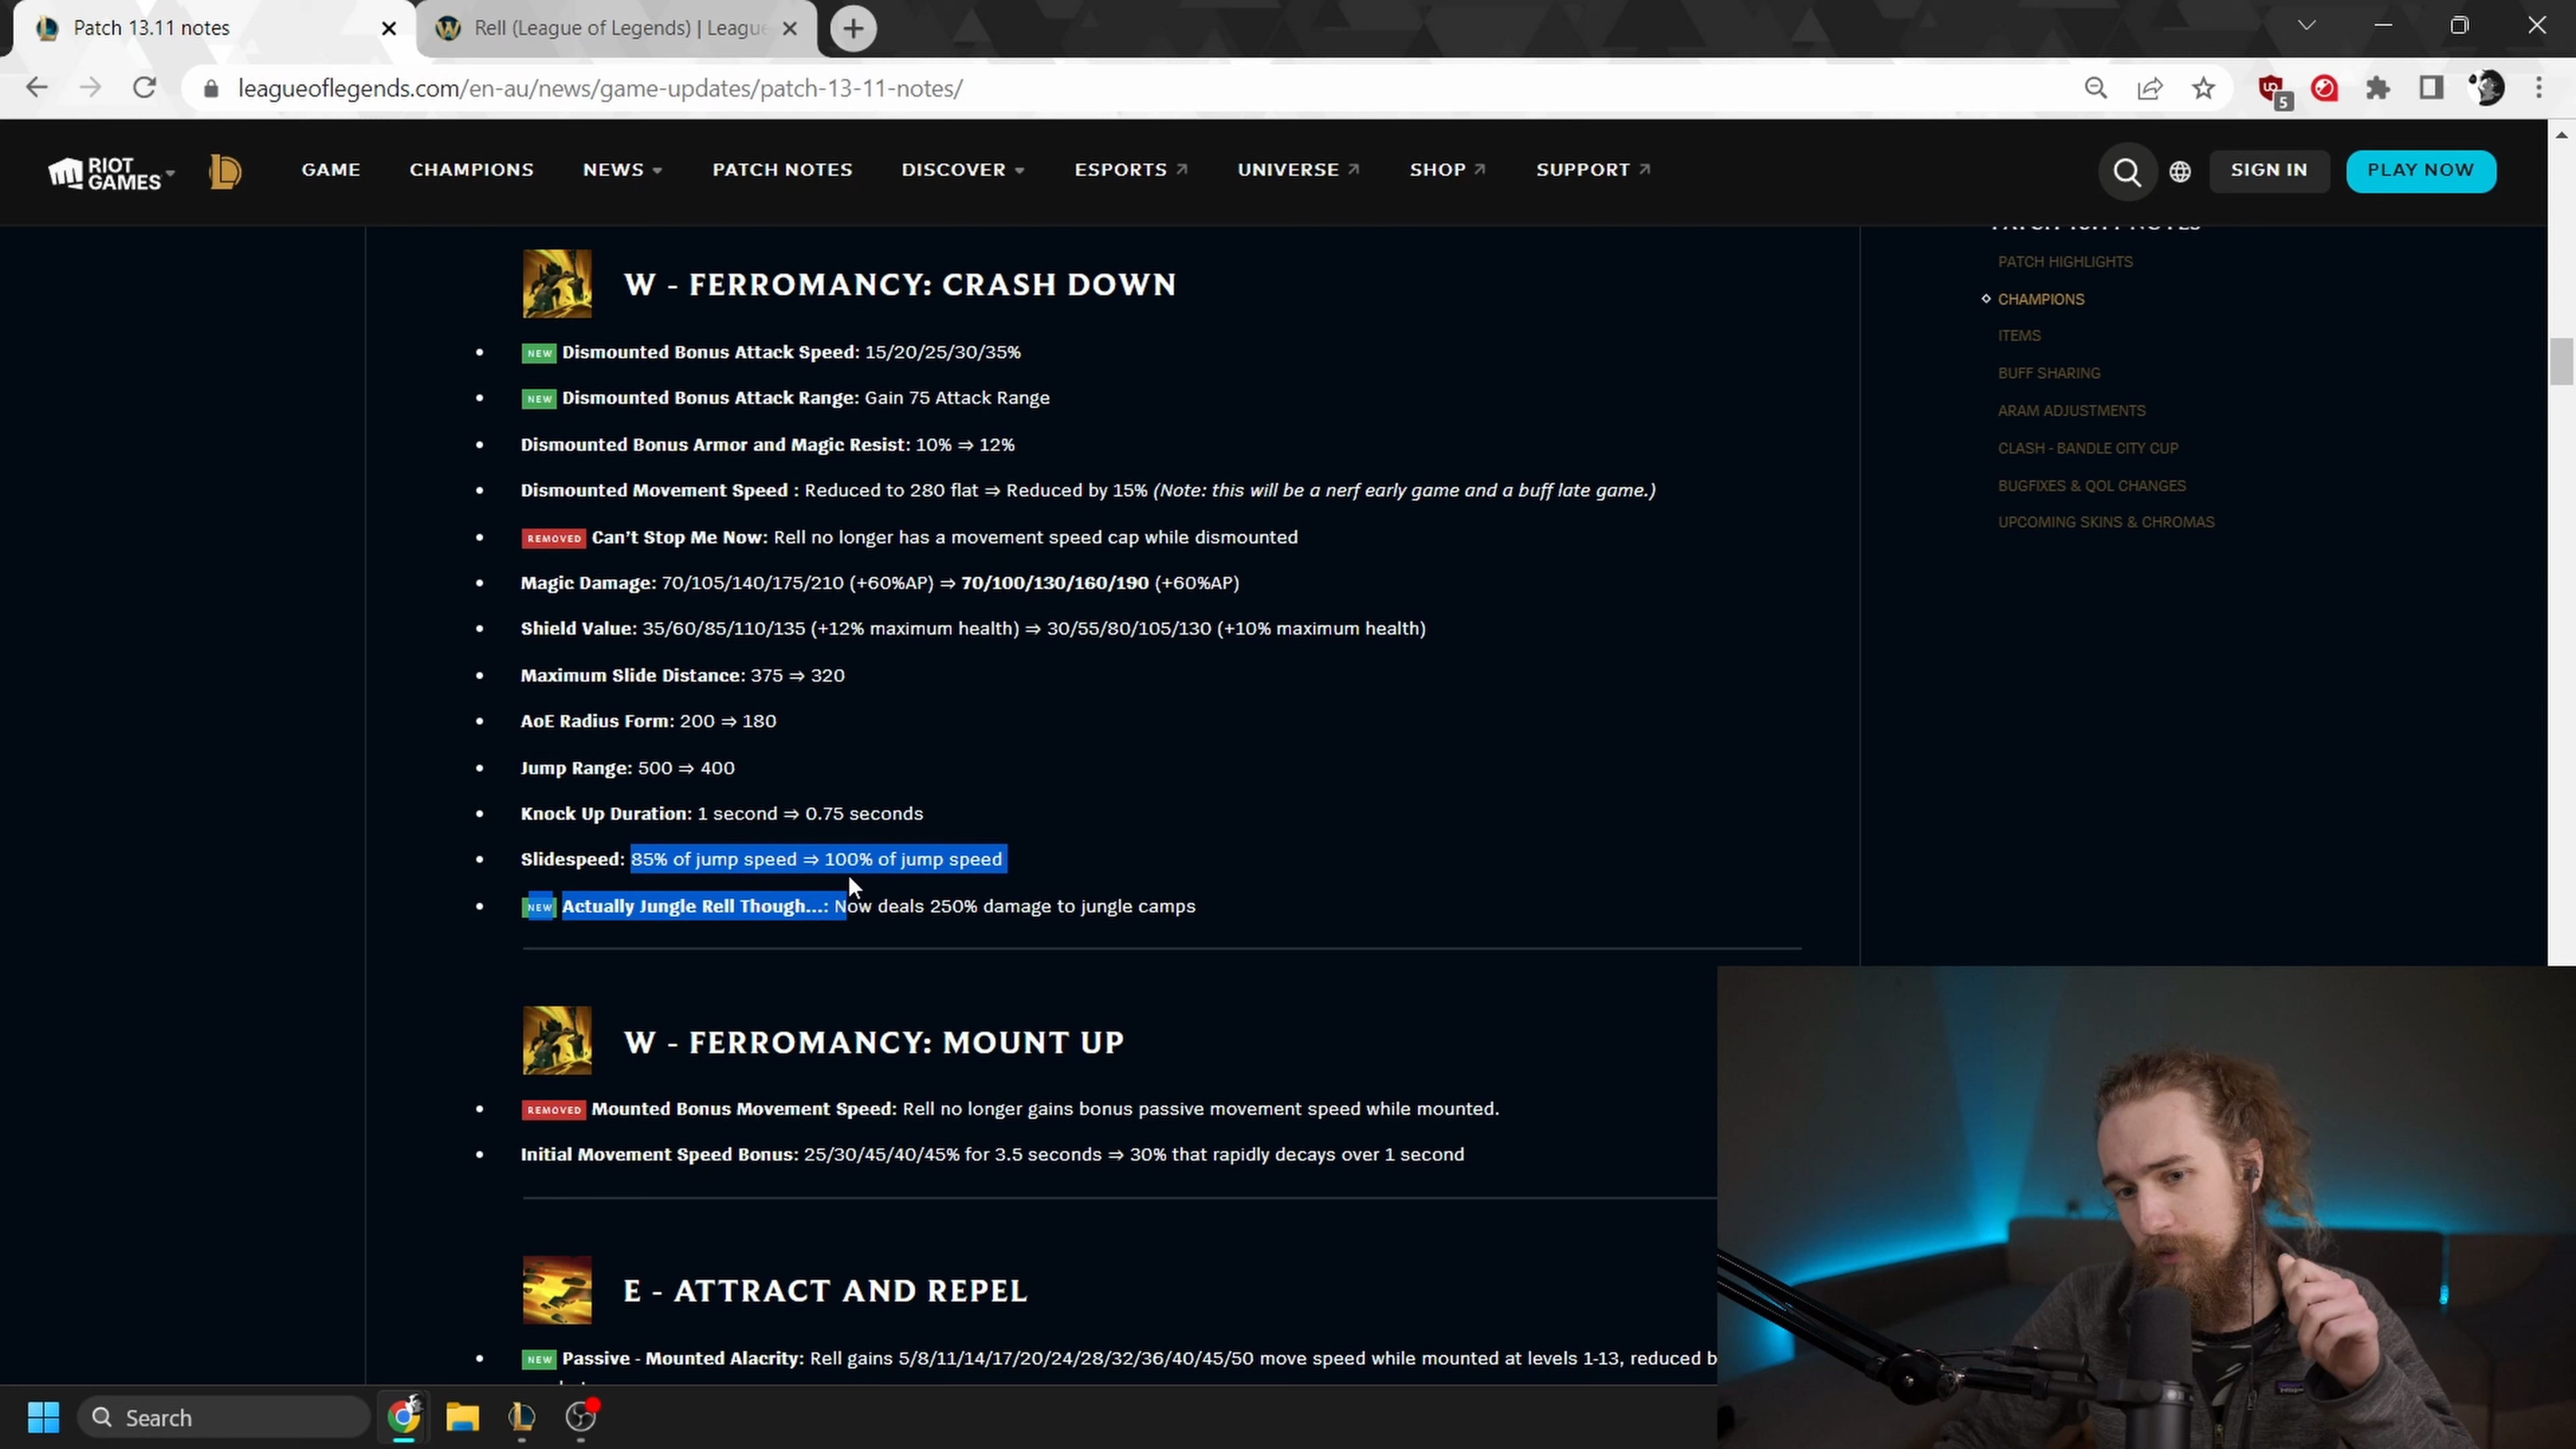 Patch 13.11 notes
Rell (League of Legends) | League
leagueoflegends.com/en-au/news/game-updates/patch-13-11-notes/
5
RIOT GAMES
GAME
CHAMPIONS
NEWS
PATCH NOTES
DISCOVER
ESPORTS
UNIVERSE
SHOP
SUPPORT
SIGN IN
PLAY NOW
PATCH 13.11 NOTES
PATCH HIGHLIGHTS
CHAMPIONS
ITEMS
BUFF SHARING
ARAM ADJUSTMENTS
CLASH - BANDLE CITY CUP
BUGFIXES & QOL CHANGES
UPCOMING SKINS & CHROMAS
W - FERROMANCY: CRASH DOWN
NEW Dismounted Bonus Attack Speed: 15/20/25/30/35%
NEW Dismounted Bonus Attack Range: Gain 75 Attack Range
Dismounted Bonus Armor and Magic Resist: 10% ⇒ 12%
Dismounted Movement Speed : Reduced to 280 flat ⇒ Reduced by 15% (Note: this will be a nerf early game and a buff late game.)
REMOVED Can't Stop Me Now: Rell no longer has a movement speed cap while dismounted
Magic Damage: 70/105/140/175/210 (+60%AP) ⇒ 70/100/130/160/190 (+60%AP)
Shield Value: 35/60/85/110/135 (+12% maximum health) ⇒ 30/55/80/105/130 (+10% maximum health)
Maximum Slide Distance: 375 ⇒ 320
AoE Radius Form: 200 ⇒ 180
Jump Range: 500 ⇒ 400
Knock Up Duration: 1 second ⇒ 0.75 seconds
Slidespeed: 85% of jump speed ⇒ 100% of jump speed
NEW Actually Jungle Rell Though...: Now deals 250% damage to jungle camps
W - FERROMANCY: MOUNT UP
REMOVED Mounted Bonus Movement Speed: Rell no longer gains bonus passive movement speed while mounted.
Initial Movement Speed Bonus: 25/30/45/40/45% for 3.5 seconds ⇒ 30% that rapidly decays over 1 second
E - ATTRACT AND REPEL
NEW Passive - Mounted Alacrity: Rell gains 5/8/11/14/17/20/24/28/32/36/40/45/50 move speed while mounted at levels 1-13, reduced b
Search